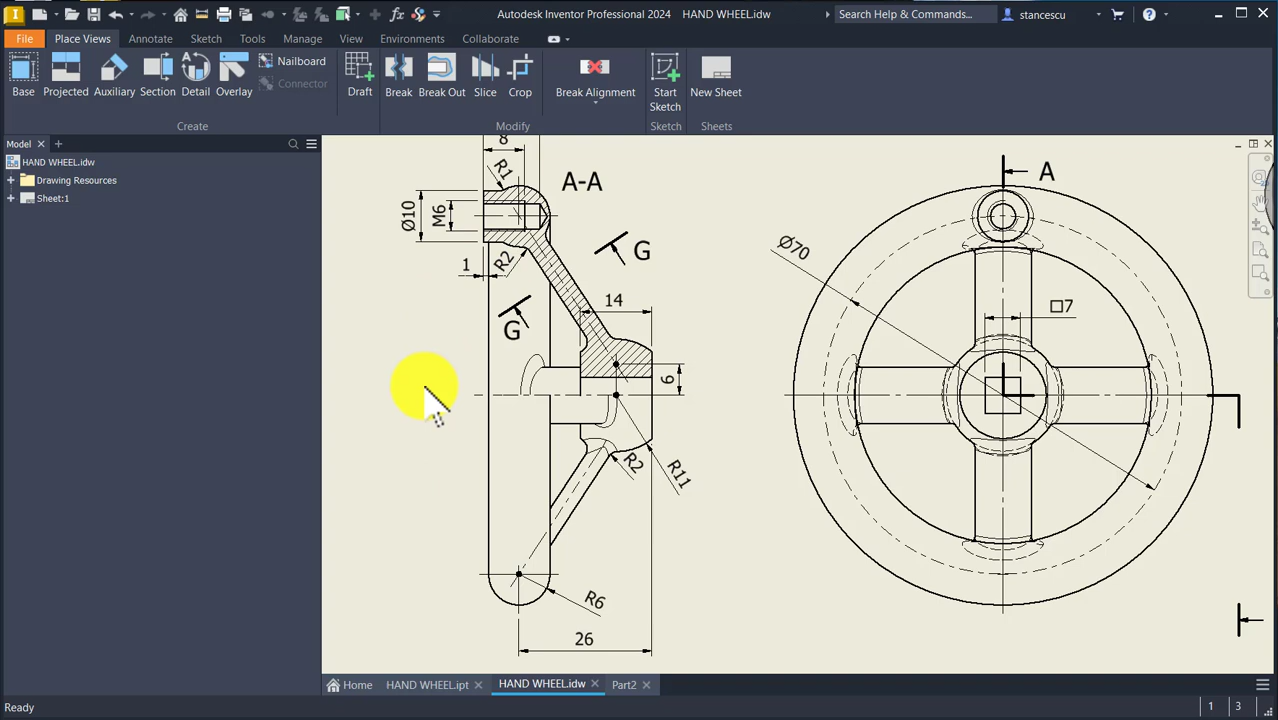 Autodesk Inventor Professional 2024 HAND WHEEL.idw
Search Help & Commands...
stancescu
File Place Views Annotate Sketch Tools Manage View Environments Collaborate
Base
Projected
Auxiliary
Section
Detail
Overlay
Nailboard
Connector
Draft
Break
Break Out
Slice
Crop
Break Alignment
Start
Sketch
New Sheet
Create
Modify
Sketch
Sheets
Model
HAND WHEEL.idw
Drawing Resources
Sheet:1
8
R1
A-A
A
Ø10
M6
G
Ø70
1
R2
14
□7
G
6
R2
R11
R6
26
Home HAND WHEEL.ipt HAND WHEEL.idw Part2
Ready
1 3